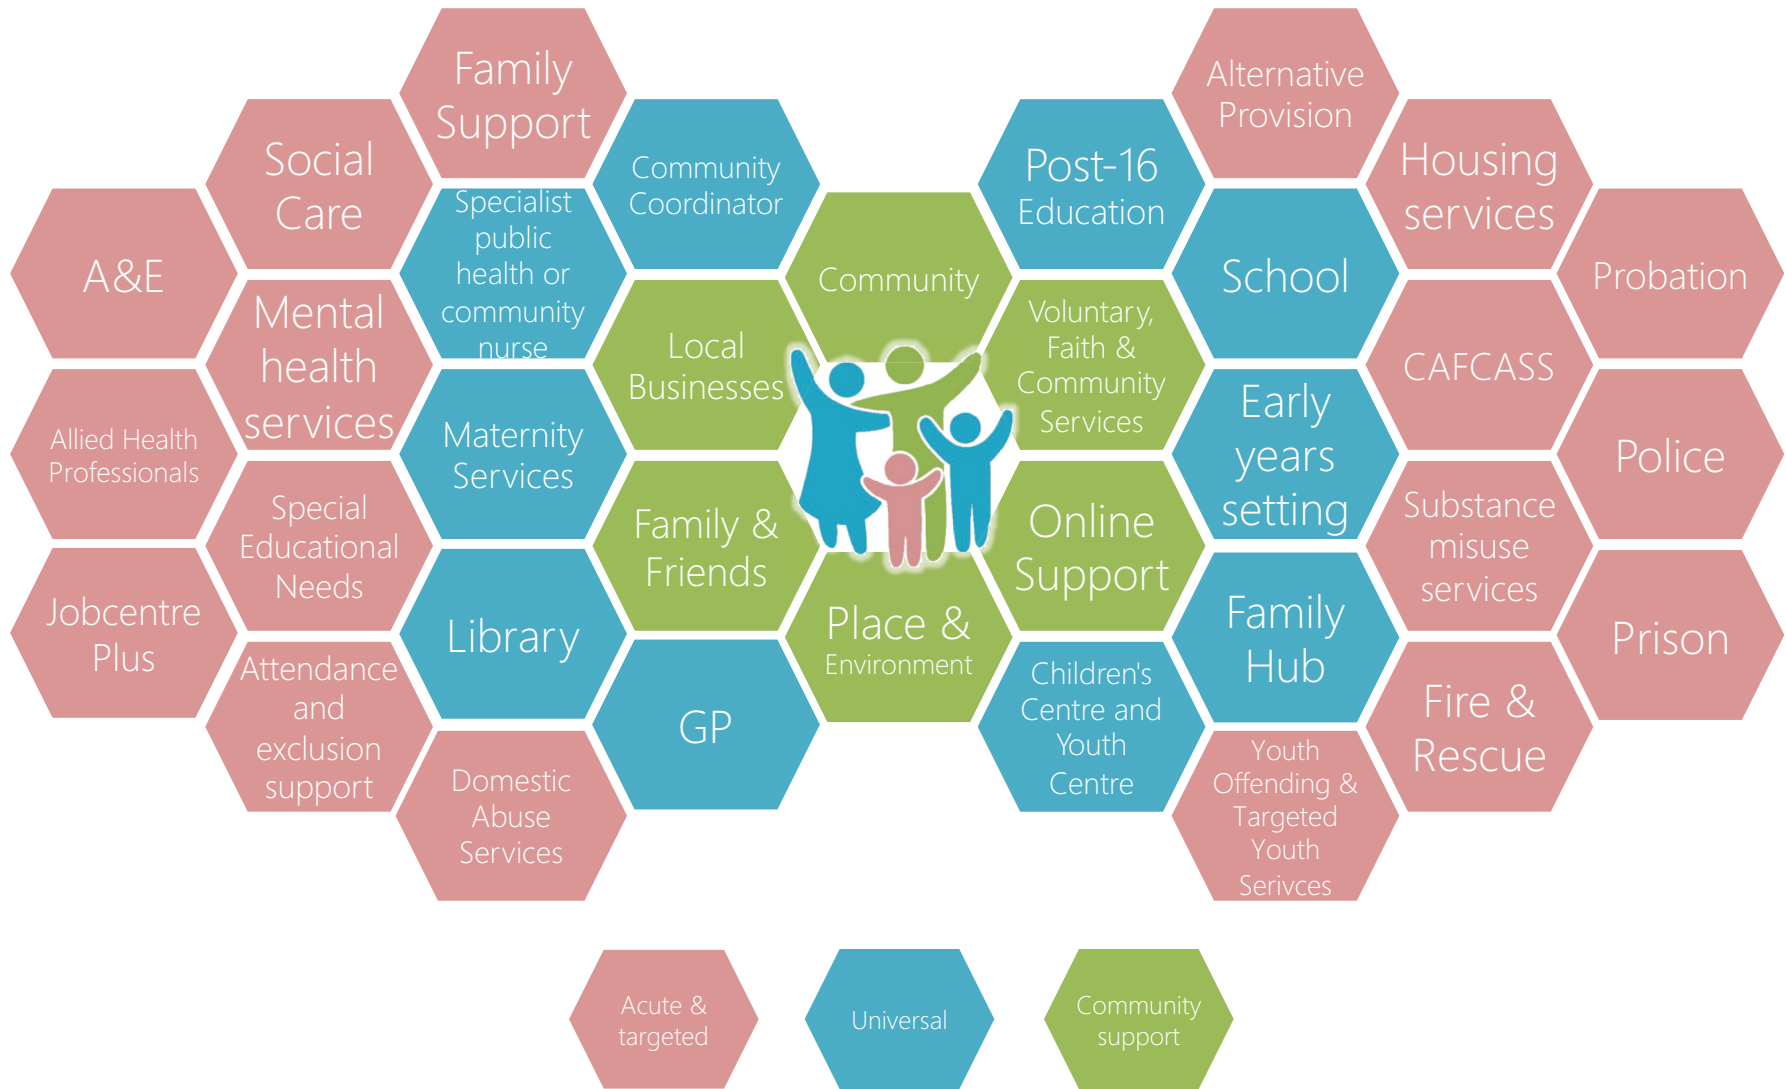 Family
Support
Alternative
Provision
Social
Care
Community
Coordinator
Post-16
Education
Housing
services
A&E
Specialist
public
health or
community
nurse
Community
School
Probation
Mental
health
services
Local
Businesses
Voluntary,
Faith &
Community
Services
CAFCASS
Allied Health
Professionals
Maternity
Services
Early
years
setting
Police
Special
Educational
Needs
Family &
Friends
Online
Support
Substance
misuse
services
Jobcentre
Plus
Library
Place &
Environment
Family
Hub
Prison
Attendance
and
exclusion
support
GP
Children's
Centre and
Youth
Centre
Fire &
Rescue
Domestic
Abuse
Services
Youth
Offending &
Targeted
Youth
Serivces
Acute &
targeted
Universal
Community
support